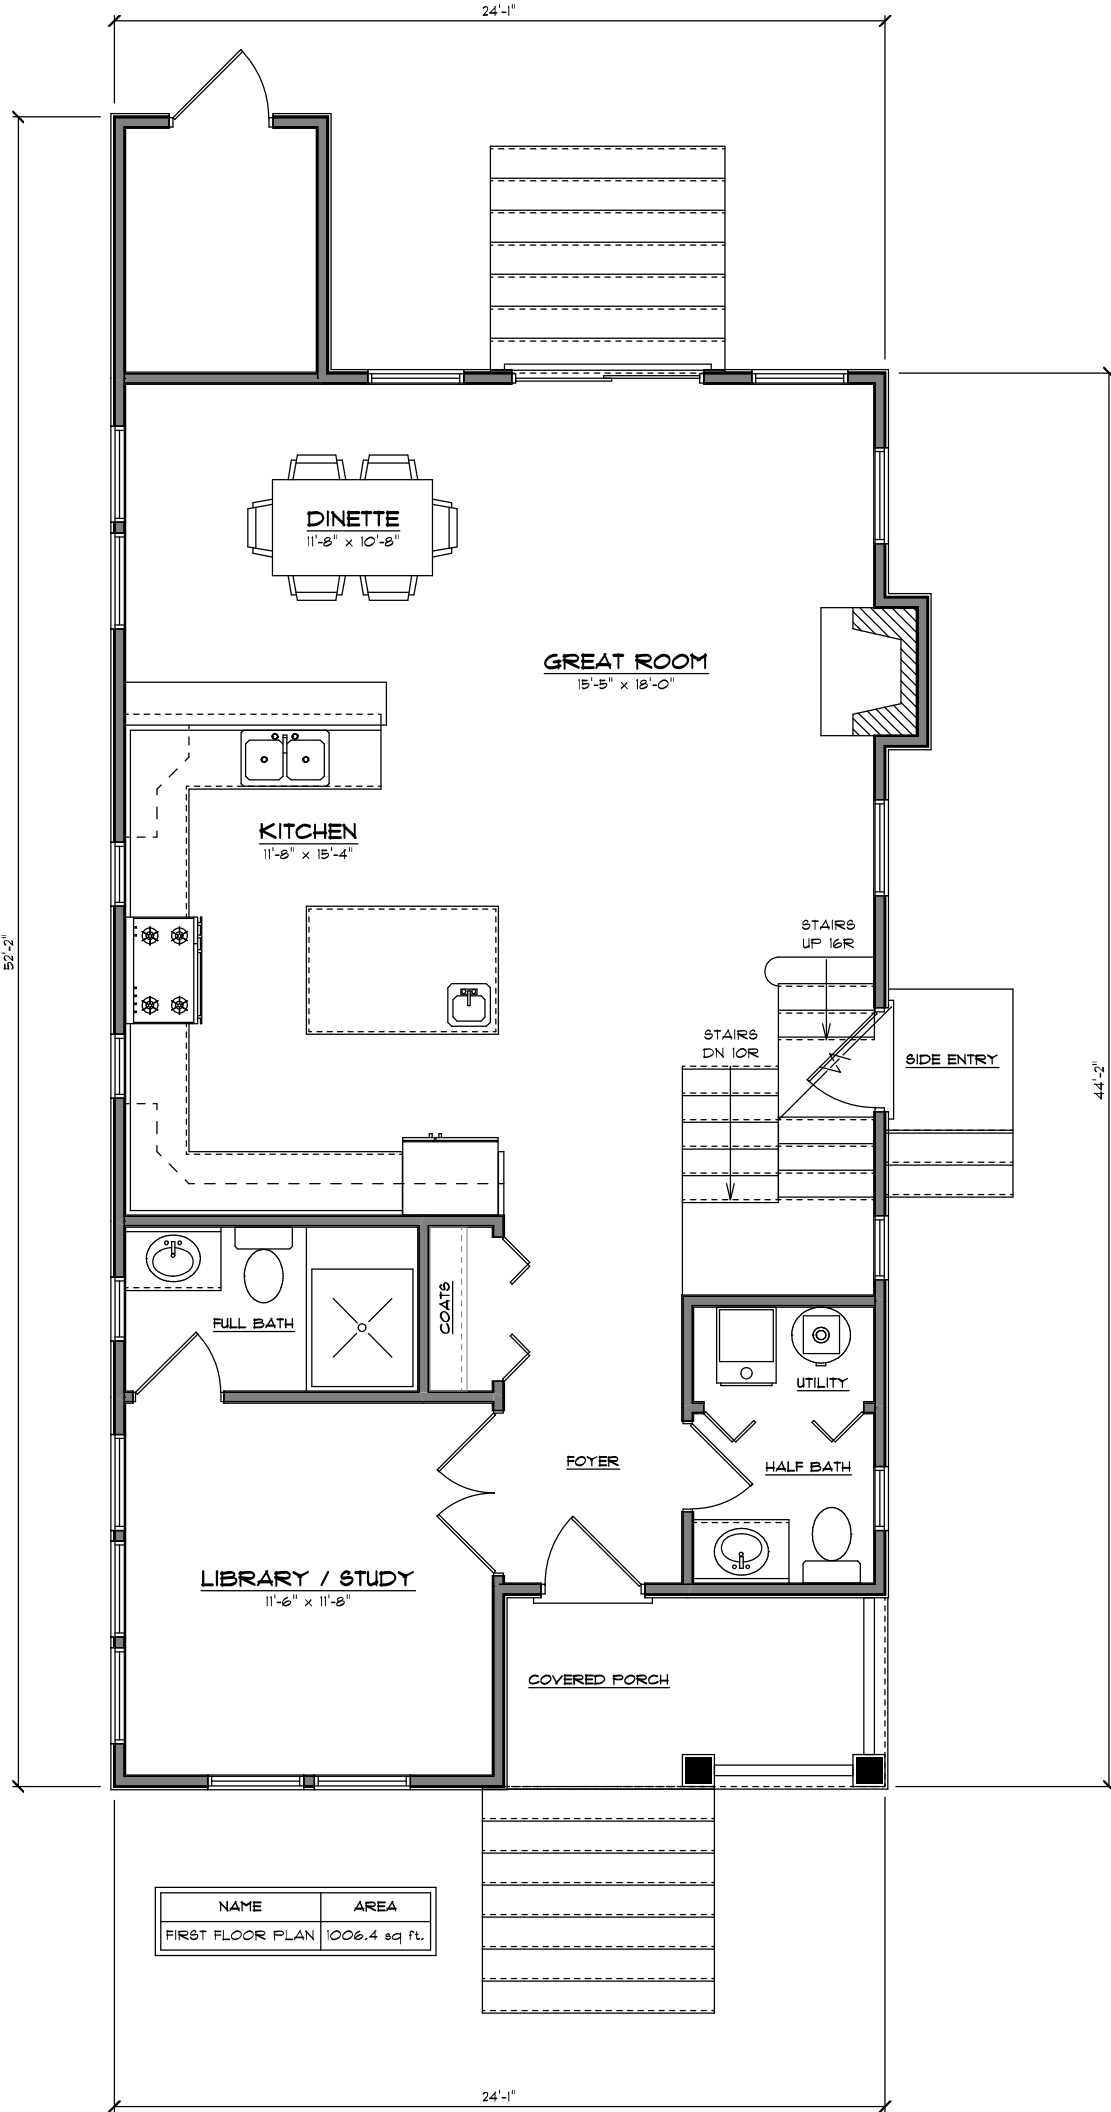 24'-1"
DINETTE
11'-8" x 10'-8"
GREAT ROOM
15'-5" x 18'-0"
KITCHEN
11'-8" x 15'-4"
STAIRS
UP 16R
52'-2"
STAIRS
DN 10R
SIDE ENTRY
44'-2"
COATS
FULL BATH
UTILITY
FOYER
HALF BATH
LIBRARY / STUDY
11'-6" x 11'-8"
COVERED PORCH
NAME AREA
FIRST FLOOR PLAN 1006.4 sq ft.
24'-1"